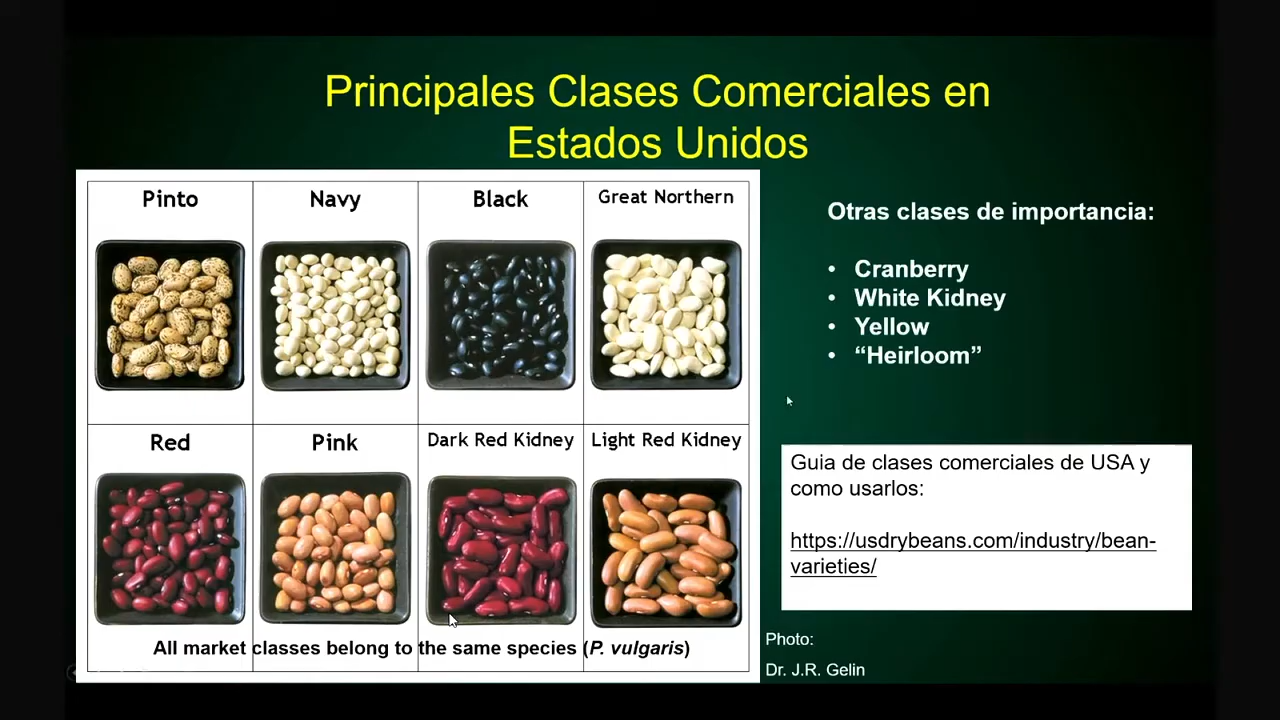 Principales Clases Comerciales en
Estados Unidos
Pinto
Navy
Black
Great Northern
Red
Pink
Dark Red Kidney
Light Red Kidney
All market classes belong to the same species (P. vulgaris)
Otras clases de importancia:
• Cranberry
• White Kidney
• Yellow
• “Heirloom”
Guia de clases comerciales de USA y
como usarlos:
https://usdrybeans.com/industry/bean-
varieties/
Photo:
Dr. J.R. Gelin